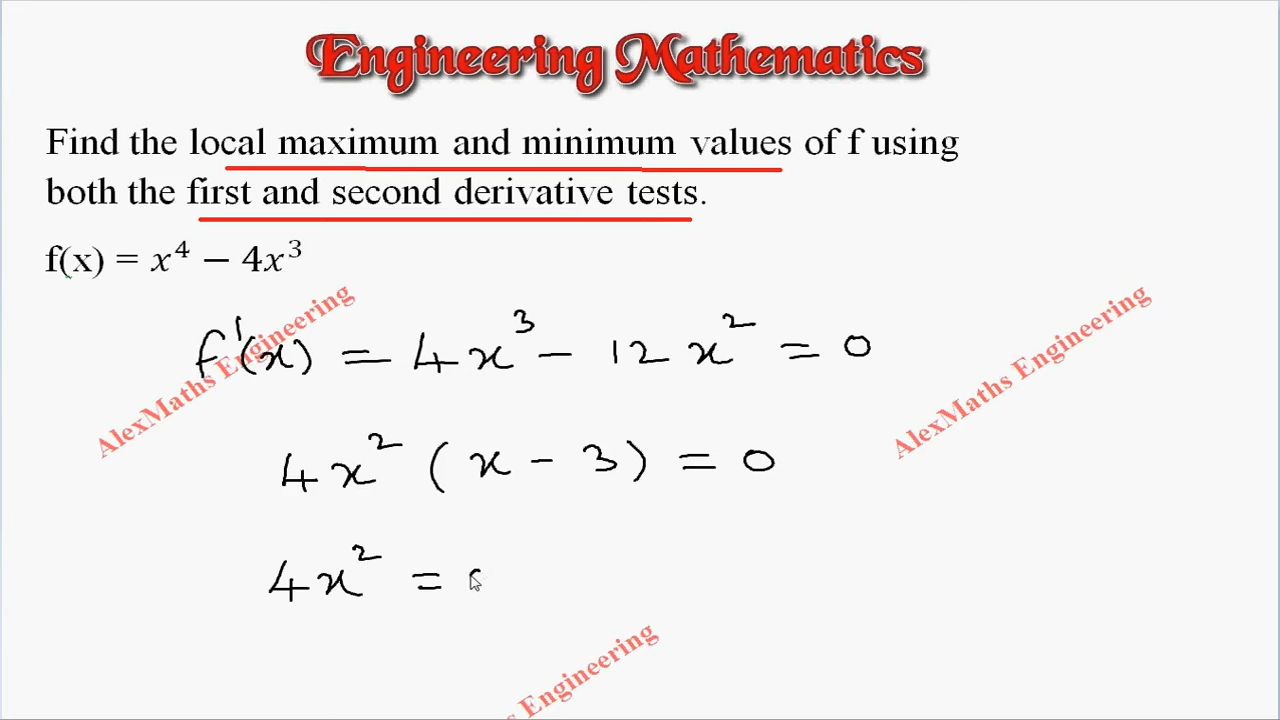 Engineering Mathematics
Find the local maximum and minimum values of f using
both the first and second derivative tests.
f(x) = x⁴ − 4x³
f'(x) = 4x³ − 12x² = 0
AlexMaths Engineering
AlexMaths Engineering
4x² (x − 3) = 0
4x² =
s Engineering